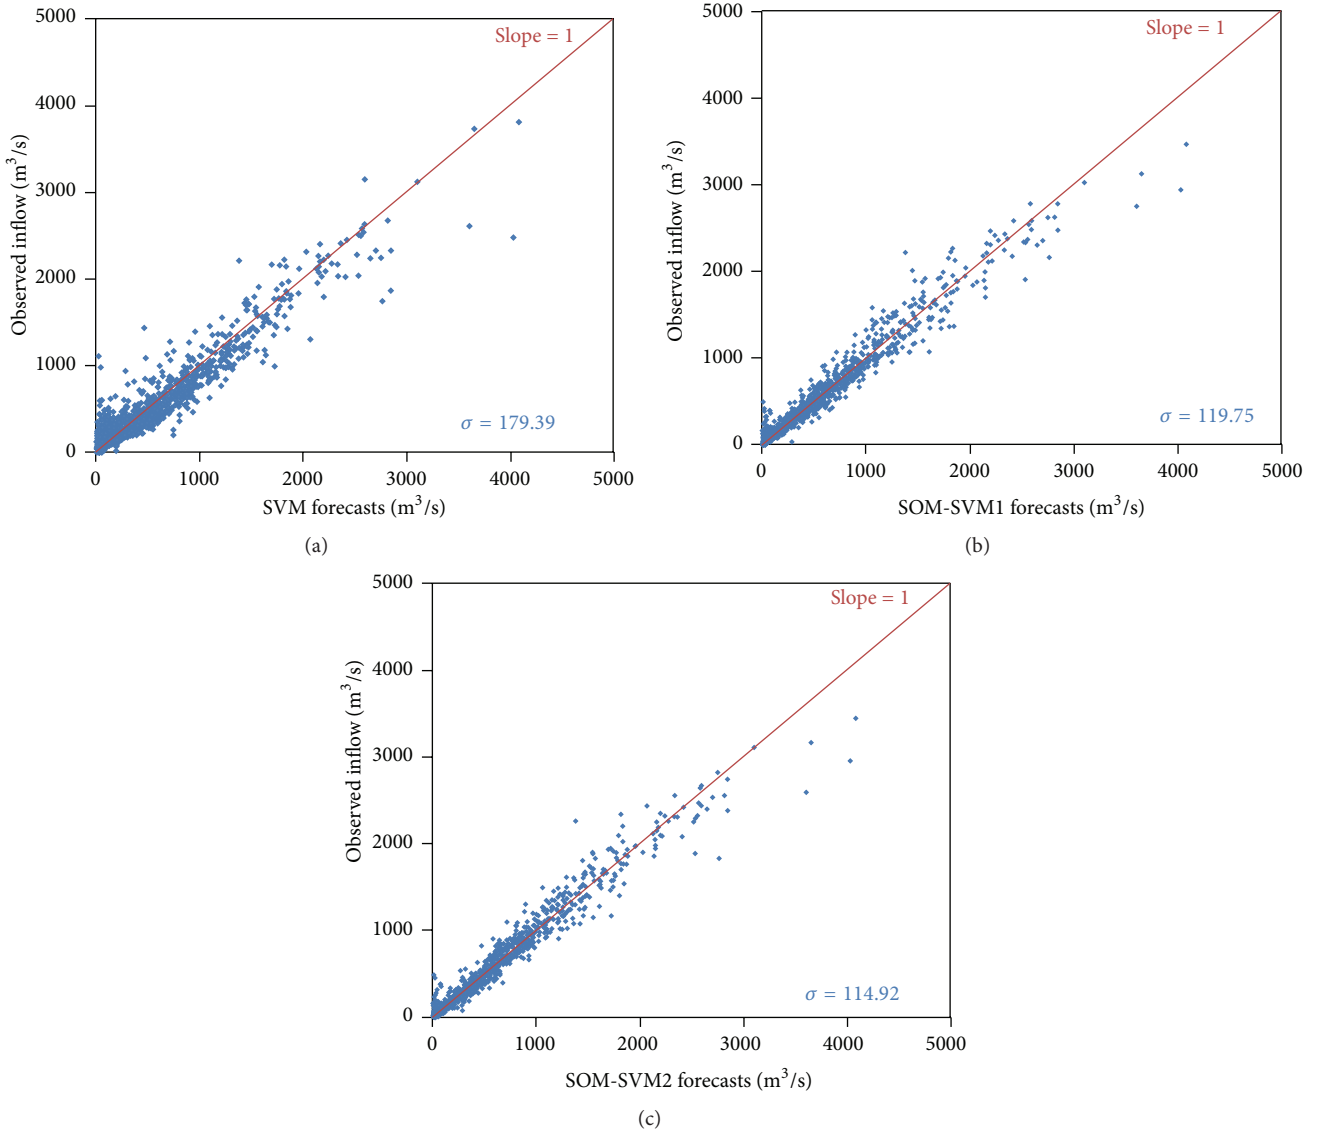 5000
4000
3000
2000
1000
0
Observed inflow (m³/s)
Slope = 1
σ = 179.39
0 1000 2000 3000 4000 5000
SVM forecasts (m³/s)
(a)
5000
4000
3000
2000
1000
0
Observed inflow (m³/s)
Slope = 1
σ = 119.75
0 1000 2000 3000 4000 5000
SOM-SVM1 forecasts (m³/s)
(b)
5000
4000
3000
2000
1000
0
Observed inflow (m³/s)
Slope = 1
σ = 114.92
0 1000 2000 3000 4000 5000
SOM-SVM2 forecasts (m³/s)
(c)